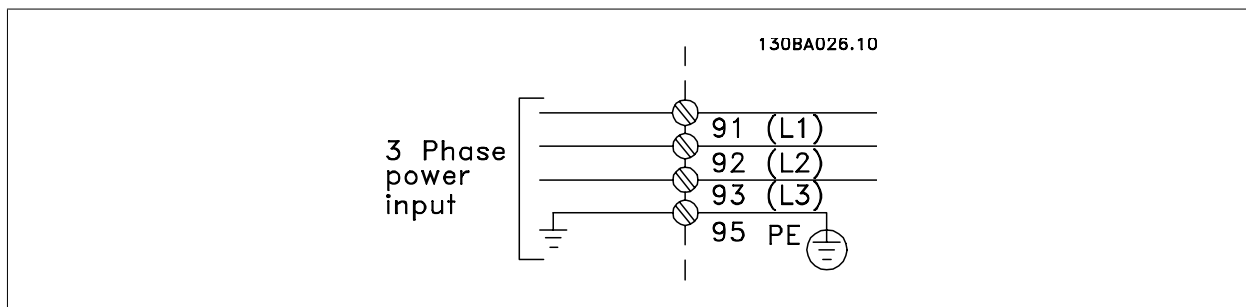 130BA026.10
3 Phase
power
input
91 (L1)
92 (L2)
93 (L3)
95 PE